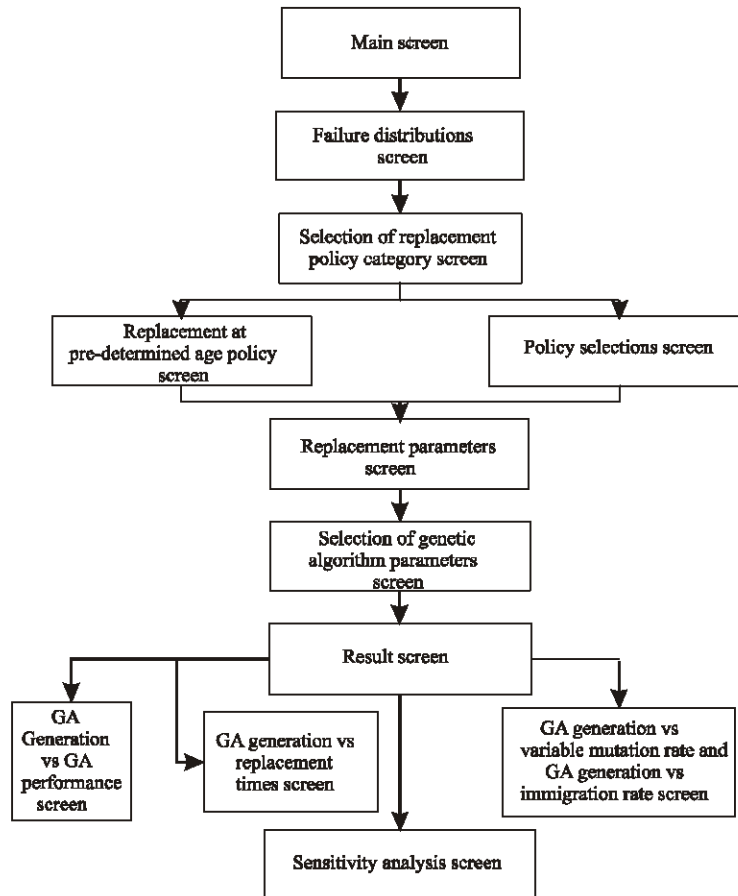 Main screen
Failure distributions
screen
Selection of replacement
policy category screen
Replacement at
pre-determined age policy
screen
Policy selections screen
Replacement parameters
screen
Selection of genetic
algorithm parameters
screen
Result screen
GA
Generation
vs GA
performance
screen
GA generation vs
replacement
times screen
GA generation vs
variable mutation rate and
GA generation vs
immigration rate screen
Sensitivity analysis screen